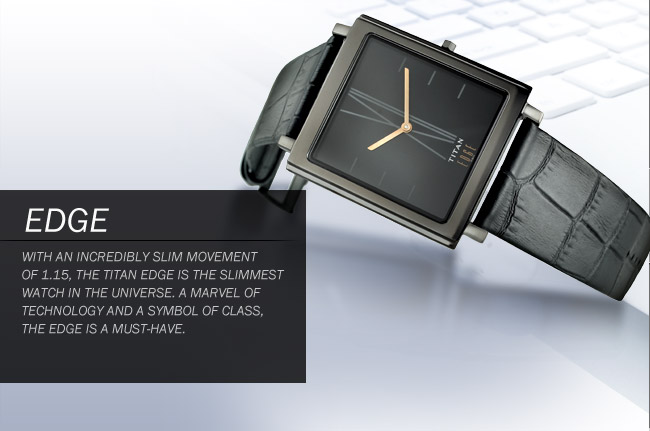 TITAN
EDGE
EDGE
WITH AN INCREDIBLY SLIM MOVEMENT
OF 1.15, THE TITAN EDGE IS THE SLIMMEST
WATCH IN THE UNIVERSE. A MARVEL OF
TECHNOLOGY AND A SYMBOL OF CLASS,
THE EDGE IS A MUST-HAVE.